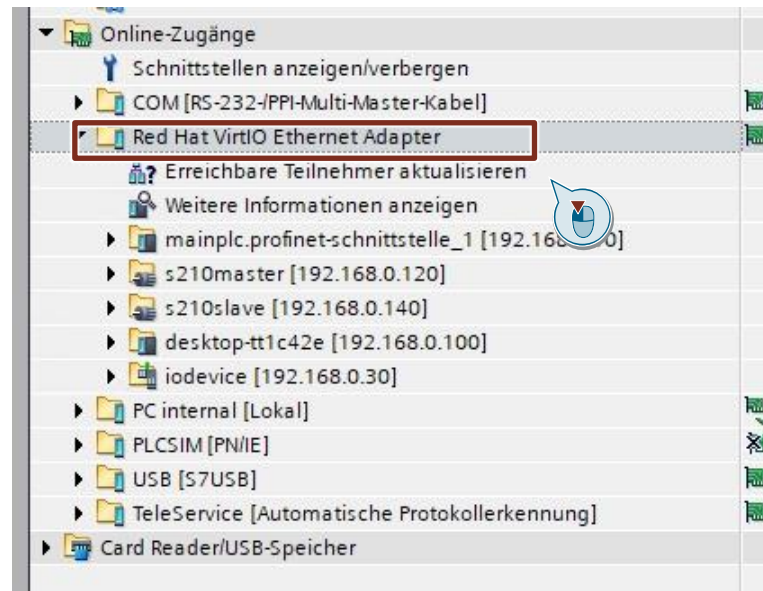 Online-Zugänge
Schnittstellen anzeigen/verbergen
COM [RS-232-/PPI-Multi-Master-Kabel]
Red Hat VirtIO Ethernet Adapter
Erreichbare Teilnehmer aktualisieren
Weitere Informationen anzeigen
mainplc.profinet-schnittstelle_1
s210master [192.168.0.120]
s210slave [192.168.0.140]
desktop-tt1c42e [192.168.0.100]
iodevice [192.168.0.30]
PC internal [Lokal]
PLCSIM [PN/IE]
USB [S7USB]
TeleService [Automatische Protokollerkennung]
Card Reader/USB-Speicher